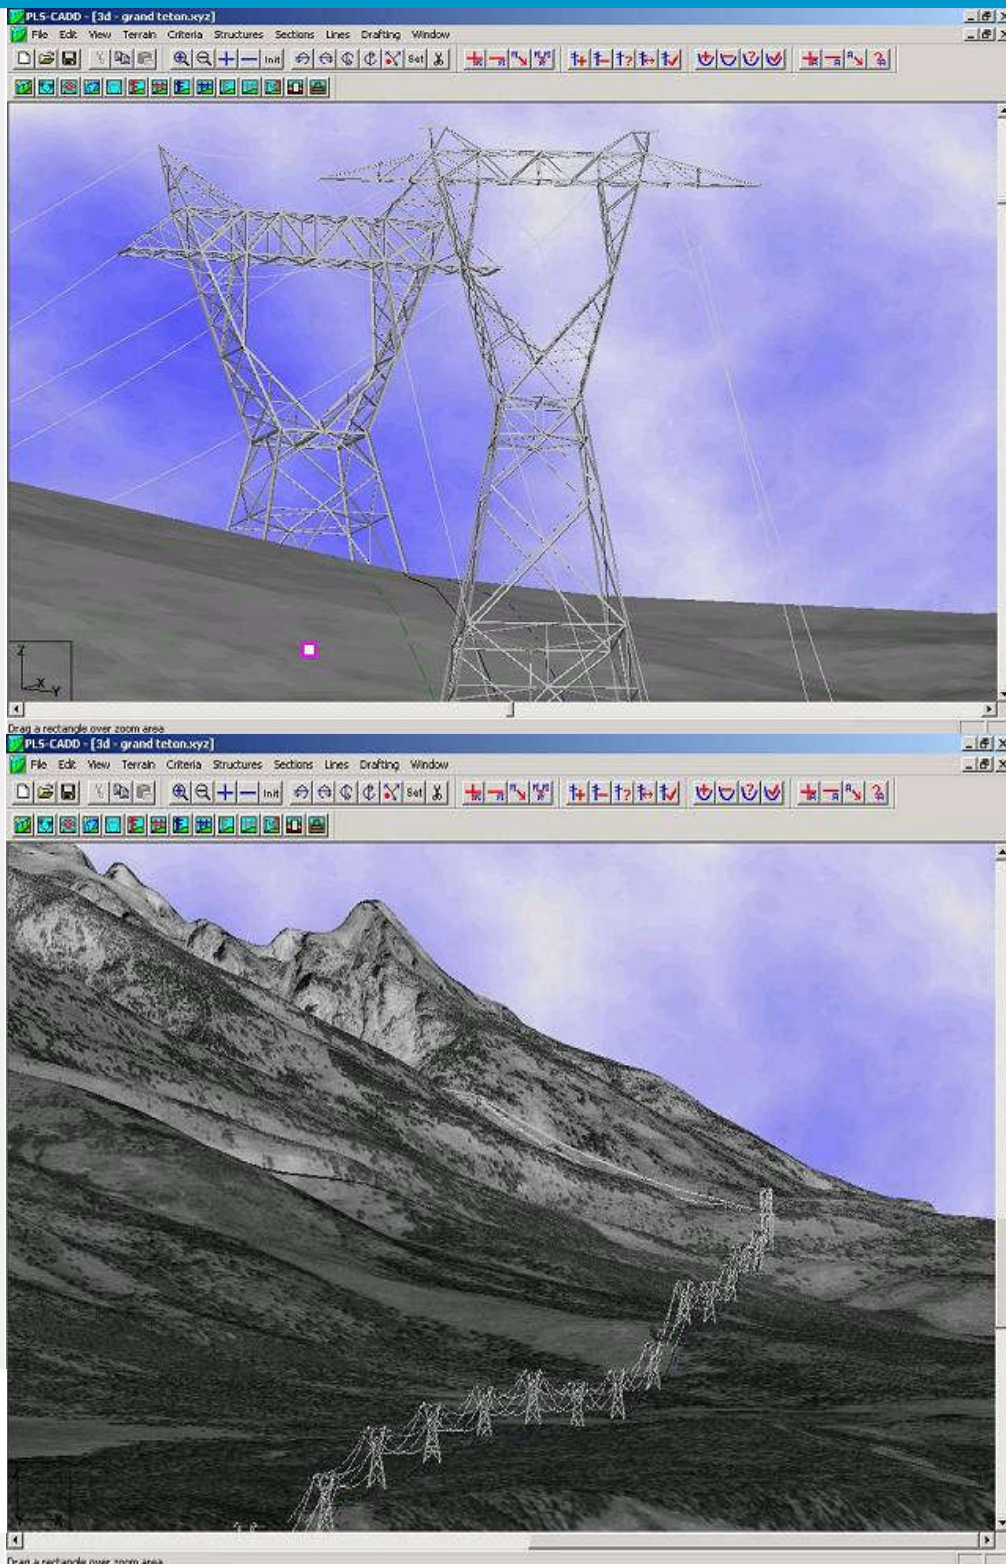 PLS-CADD - [3d - grand teton.xyz]
File Edit View Terrain Criteria Structures Sections Lines Drafting Window
Init Set
Z
X
Y
Drag a rectangle over zoom area
PLS-CADD - [3d - grand teton.xyz]
File Edit View Terrain Criteria Structures Sections Lines Drafting Window
Init Set
Drag a rectangle over zoom area